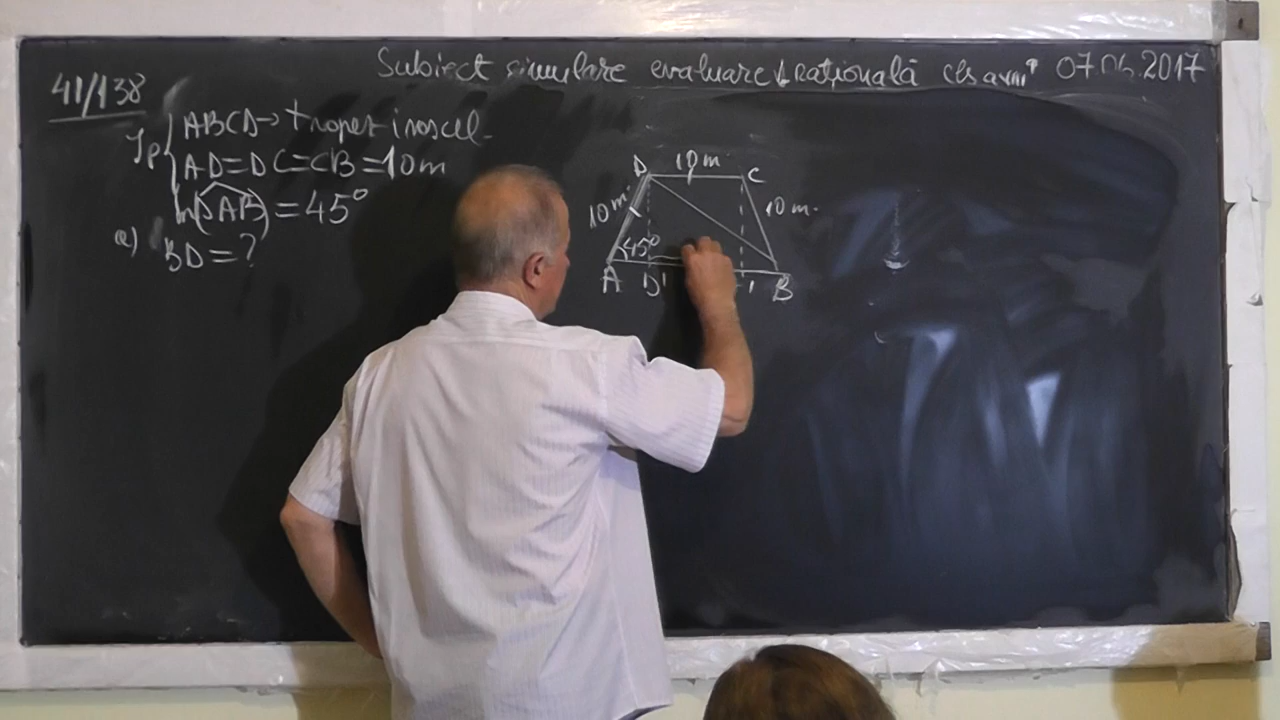 Subiect simulare evaluare națională cls a VIII a 07.06.2017
41/138
Ip { ABCD → trapez isoscel
AD=DC=CB=10m
m(DAB)=45°
a) BD=?
D 10 m C
10 m 10 m
45°
A D' ' B